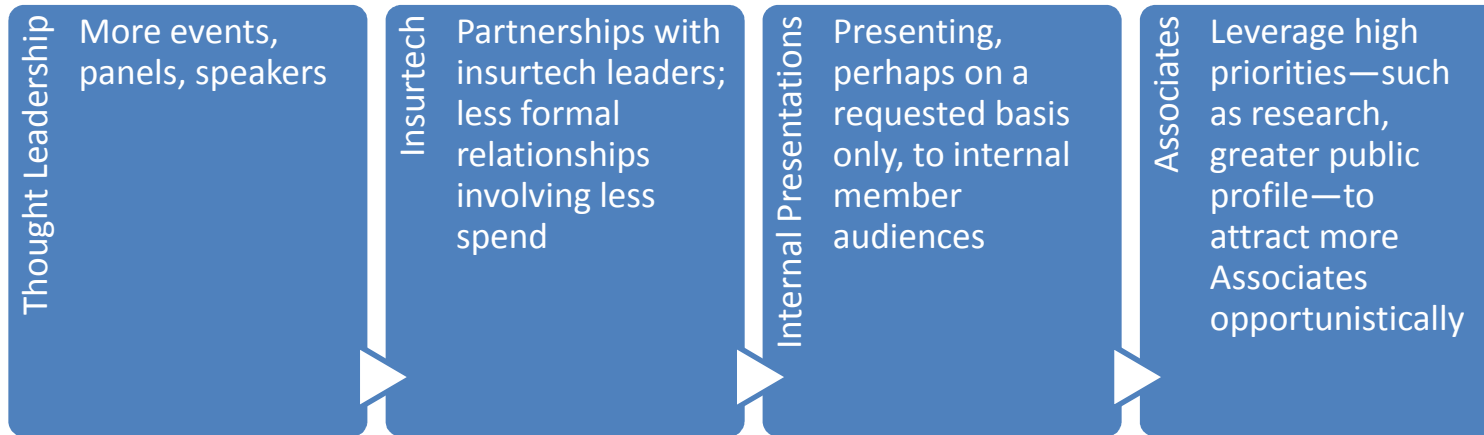 Thought Leadership
More events,
panels, speakers
Insurtech
Partnerships with
insurtech leaders;
less formal
relationships
involving less
spend
Internal Presentations
Presenting,
perhaps on a
requested basis
only, to internal
member
audiences
Associates
Leverage high
priorities—such
as research,
greater public
profile—to
attract more
Associates
opportunistically